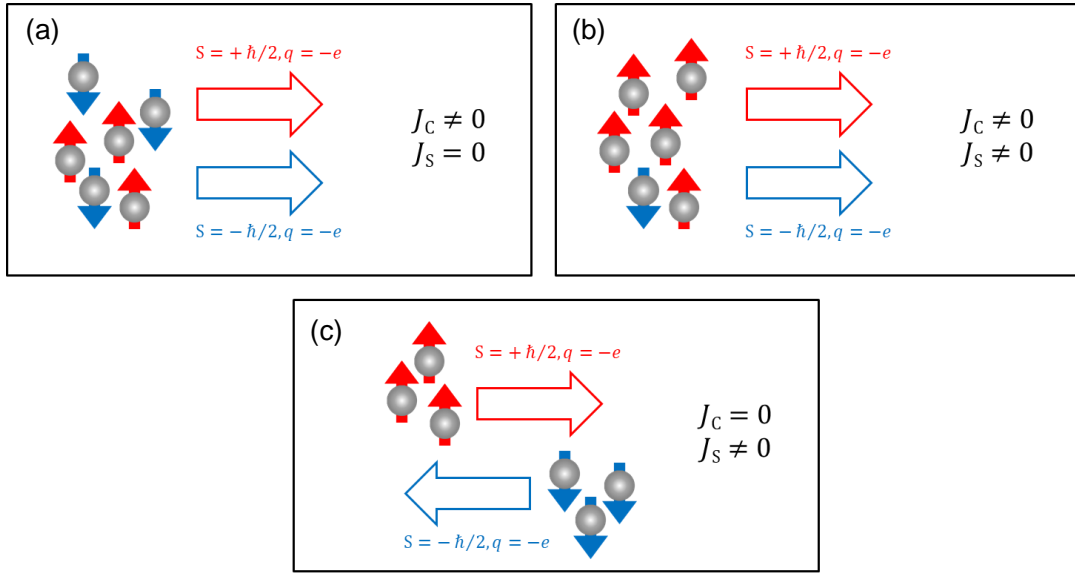 (a)
S = + ℏ/2, q = −e
J_C ≠ 0
J_S = 0
S = − ℏ/2, q = −e
(b)
S = + ℏ/2, q = −e
J_C ≠ 0
J_S ≠ 0
S = − ℏ/2, q = −e
(c)
S = + ℏ/2, q = −e
J_C = 0
J_S ≠ 0
S = − ℏ/2, q = −e